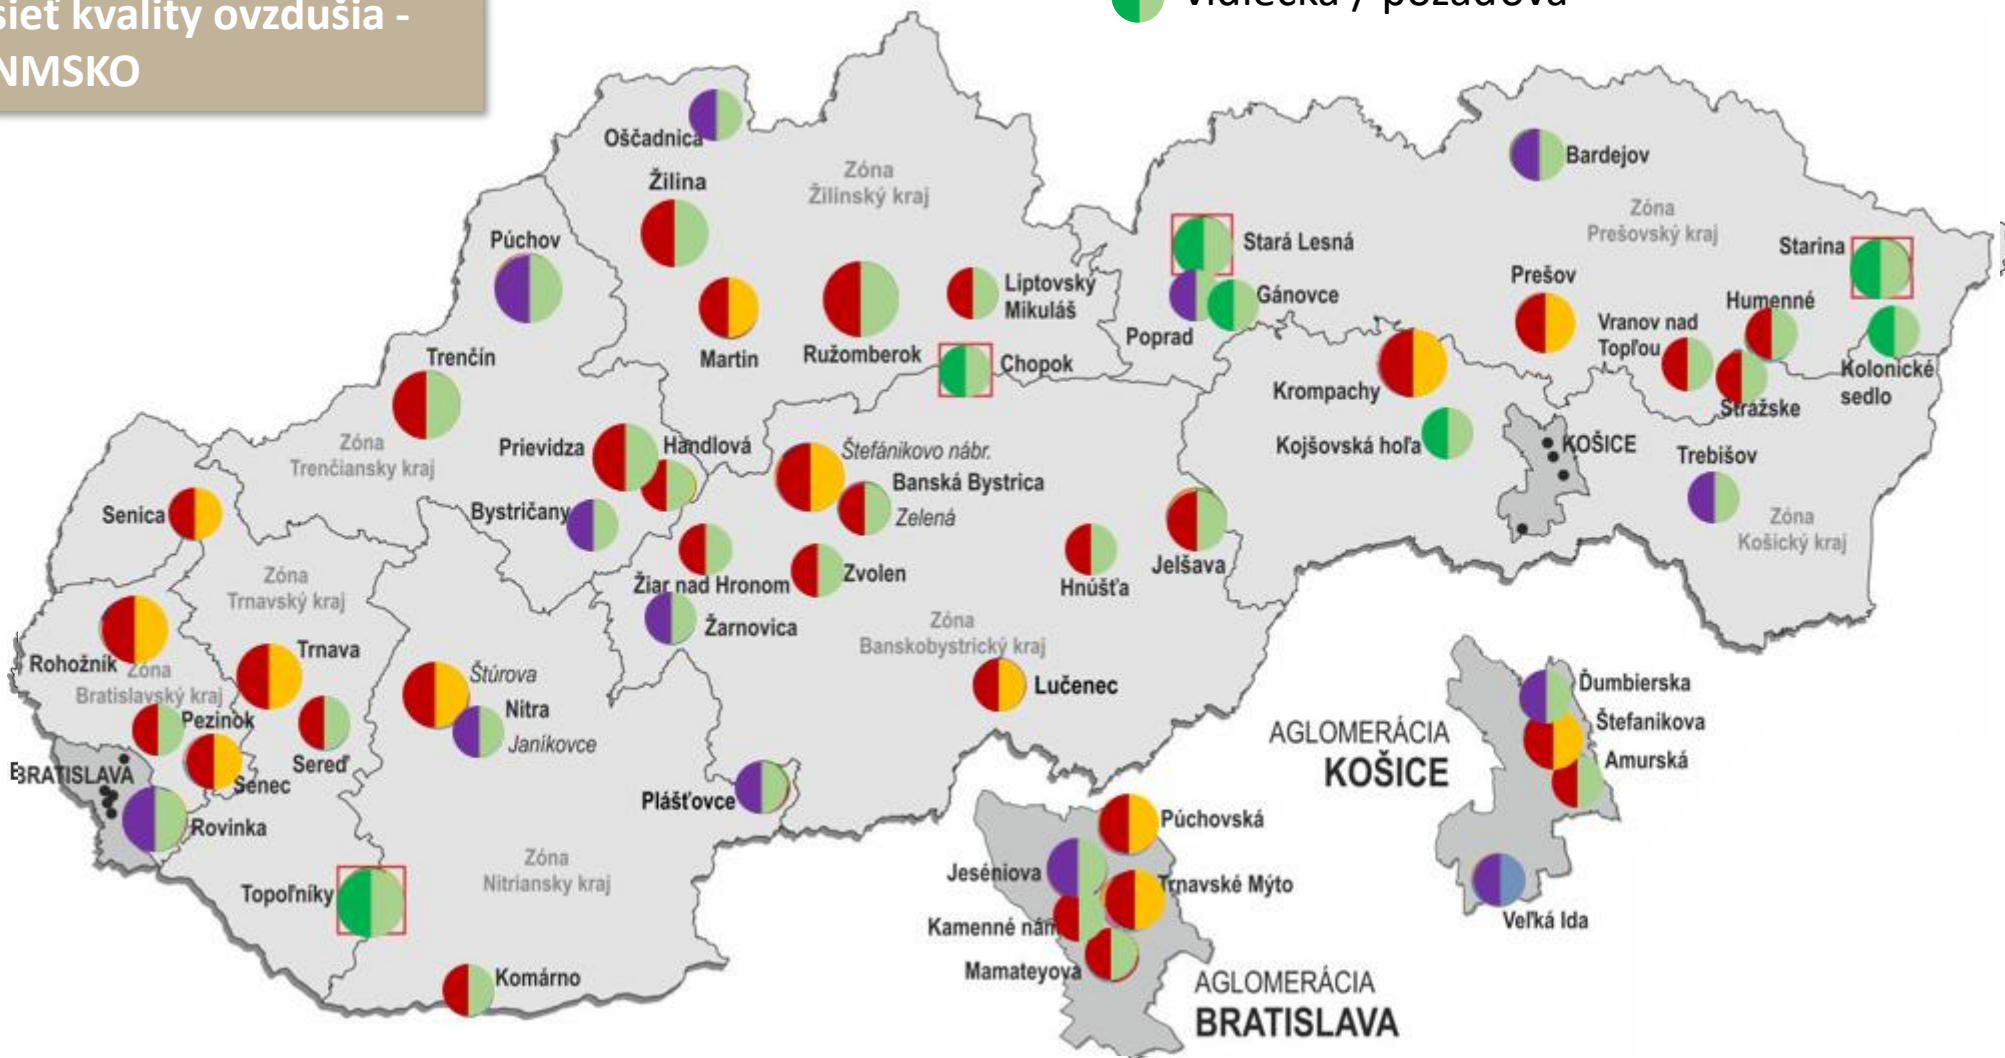 sieť kvality ovzdušia -
NMSKO
vidiecka / pozaďová
Oščadnica
Žilina
Zóna
Žilinský kraj
Bardejov
Zóna
Prešovský kraj
Púchov
Stará Lesná
Starina
Liptovský
Mikuláš
Gánovce
Prešov
Humenné
Vranov nad
Topľou
Poprad
Trenčín
Martin
Ružomberok
Chopok
Krompachy
Kolonické
sedlo
Strážske
Zóna
Trenčiansky kraj
Prievidza
Handlová
Štefánikovo nábr.
Banská Bystrica
Zelená
Kojšovská hoľa
KOŠICE
Trebišov
Zóna
Košický kraj
Senica
Bystričany
Žiar nad Hronom
Zvolen
Hnúšťa
Jelšava
Zóna
Trnavský kraj
Žarnovica
Zóna
Banskobystrický kraj
Rohožník
Zóna
Bratislavský kraj
Trnava
Štúrova
Nitra
Janíkovce
Lučenec
Pezinok
Senec
Sereď
BRATISLAVA
Rovinka
Plášťovce
Zóna
Nitriansky kraj
Topoľníky
Komárno
AGLOMERÁCIA
KOŠICE
Ďumbierska
Štefanikova
Amurská
Veľká Ida
Púchovská
Jeséniova
Trnavské Mýto
Kamenné nám
Mamateyova
AGLOMERÁCIA
BRATISLAVA